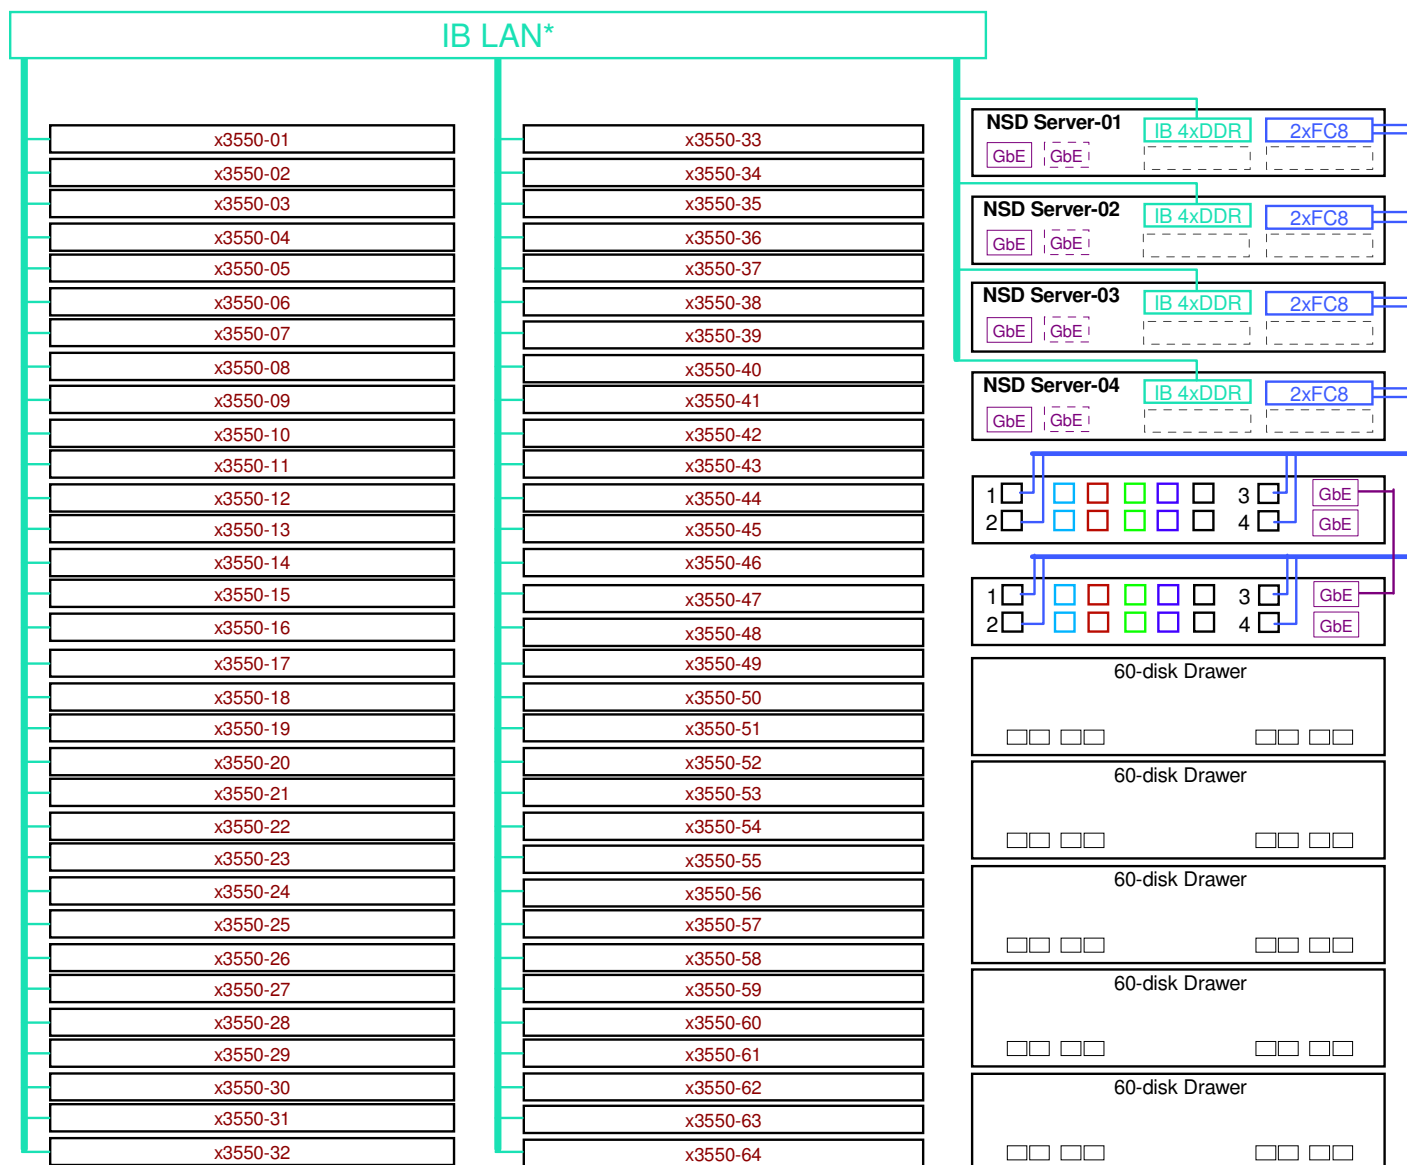 IB LAN*
x3550-01
x3550-02
x3550-03
x3550-04
x3550-05
x3550-06
x3550-07
x3550-08
x3550-09
x3550-10
x3550-11
x3550-12
x3550-13
x3550-14
x3550-15
x3550-16
x3550-17
x3550-18
x3550-19
x3550-20
x3550-21
x3550-22
x3550-23
x3550-24
x3550-25
x3550-26
x3550-27
x3550-28
x3550-29
x3550-30
x3550-31
x3550-32
x3550-33
x3550-34
x3550-35
x3550-36
x3550-37
x3550-38
x3550-39
x3550-40
x3550-41
x3550-42
x3550-43
x3550-44
x3550-45
x3550-46
x3550-47
x3550-48
x3550-49
x3550-50
x3550-51
x3550-52
x3550-53
x3550-54
x3550-55
x3550-56
x3550-57
x3550-58
x3550-59
x3550-60
x3550-61
x3550-62
x3550-63
x3550-64
NSD Server-01 IB 4xDDR 2xFC8
GbE GbE
NSD Server-02 IB 4xDDR 2xFC8
GbE GbE
NSD Server-03 IB 4xDDR 2xFC8
GbE GbE
NSD Server-04 IB 4xDDR 2xFC8
GbE GbE
1 3 GbE
2 4 GbE
1 3 GbE
2 4 GbE
60-disk Drawer
60-disk Drawer
60-disk Drawer
60-disk Drawer
60-disk Drawer